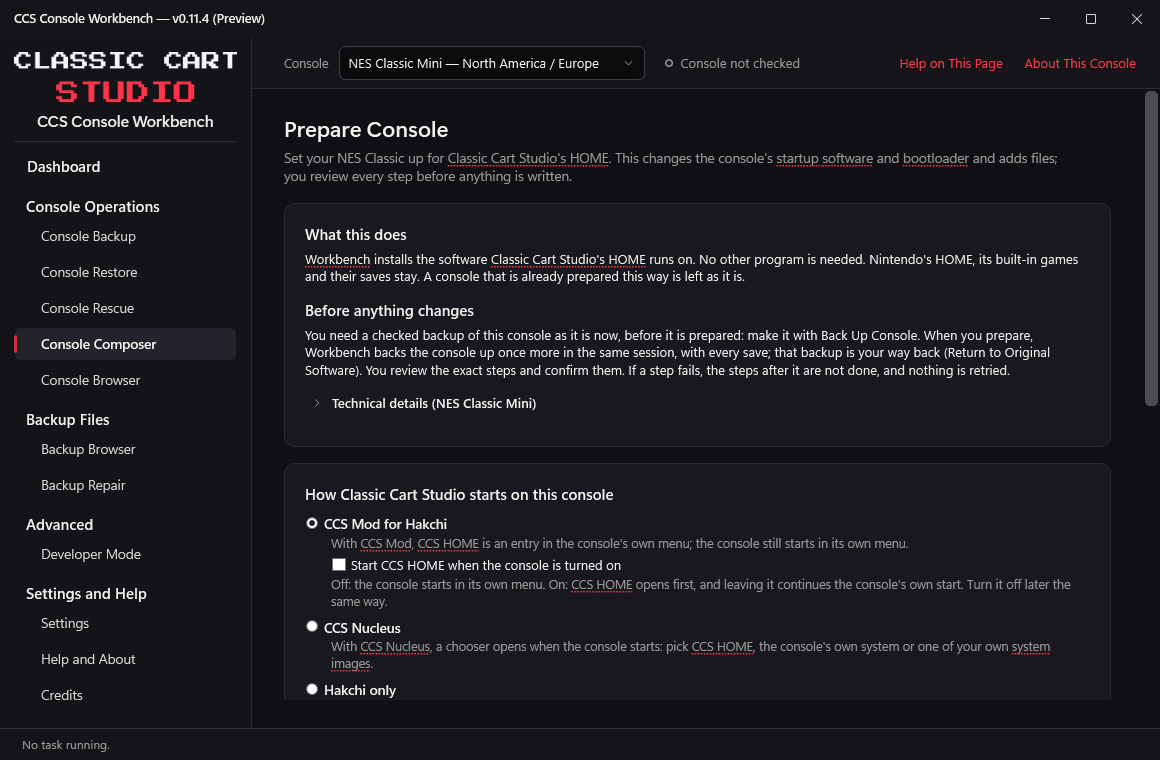 CCS Console Workbench — v0.11.4 (Preview)
CLASSIC CART
STUDIO
CCS Console Workbench
Dashboard
Console Operations
Console Backup
Console Restore
Console Rescue
Console Composer
Console Browser
Backup Files
Backup Browser
Backup Repair
Advanced
Developer Mode
Settings and Help
Settings
Help and About
Credits
Console
NES Classic Mini — North America / Europe
Console not checked
Help on This Page
About This Console
Prepare Console
Set your NES Classic up for Classic Cart Studio's HOME. This changes the console's startup software and bootloader and adds files;
you review every step before anything is written.
What this does
Workbench installs the software Classic Cart Studio's HOME runs on. No other program is needed. Nintendo's HOME, its built-in games
and their saves stay. A console that is already prepared this way is left as it is.
Before anything changes
You need a checked backup of this console as it is now, before it is prepared: make it with Back Up Console. When you prepare,
Workbench backs the console up once more in the same session, with every save; that backup is your way back (Return to Original
Software). You review the exact steps and confirm them. If a step fails, the steps after it are not done, and nothing is retried.
Technical details (NES Classic Mini)
How Classic Cart Studio starts on this console
CCS Mod for Hakchi
With CCS Mod, CCS HOME is an entry in the console's own menu; the console still starts in its own menu.
Start CCS HOME when the console is turned on
Off: the console starts in its own menu. On: CCS HOME opens first, and leaving it continues the console's own start. Turn it off later the
same way.
CCS Nucleus
With CCS Nucleus, a chooser opens when the console starts: pick CCS HOME, the console's own system or one of your own system
images.
Hakchi only
No task running.